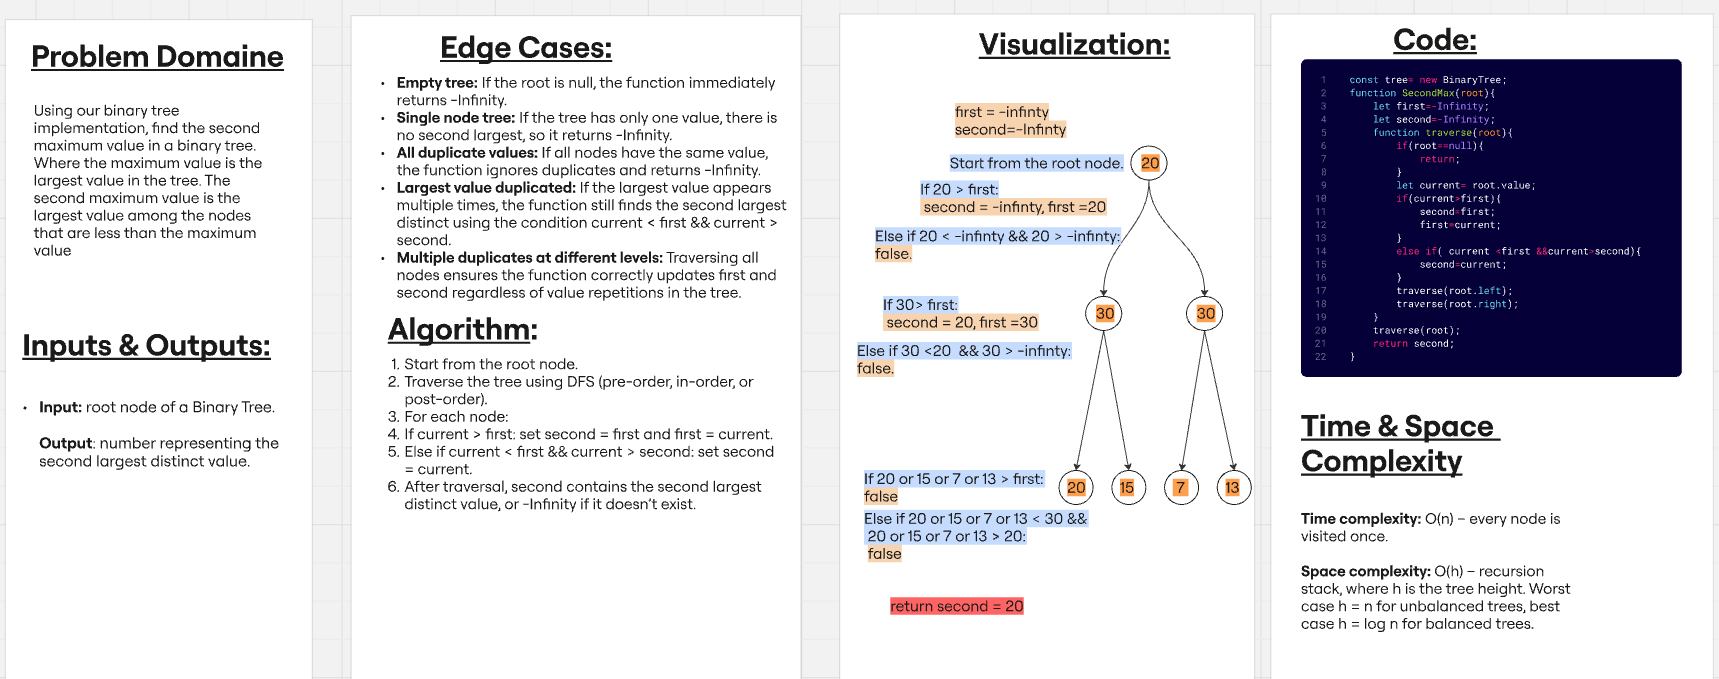 Problem Domaine
Using our binary tree
implementation, find the second
maximum value in a binary tree.
Where the maximum value is the
largest value in the tree. The
second maximum value is the
largest value among the nodes
that are less than the maximum
value
Inputs & Outputs:
• Input: root node of a Binary Tree.
Output: number representing the
second largest distinct value.
Edge Cases:
• Empty tree: If the root is null, the function immediately
returns -Infinity.
• Single node tree: If the tree has only one value, there is
no second largest, so it returns -Infinity.
• All duplicate values: If all nodes have the same value,
the function ignores duplicates and returns -Infinity.
• Largest value duplicated: If the largest value appears
multiple times, the function still finds the second largest
distinct using the condition current < first && current >
second.
• Multiple duplicates at different levels: Traversing all
nodes ensures the function correctly updates first and
second regardless of value repetitions in the tree.
Algorithm:
1. Start from the root node.
2. Traverse the tree using DFS (pre-order, in-order, or
post-order).
3. For each node:
4. If current > first: set second = first and first = current.
5. Else if current < first && current > second: set second
= current.
6. After traversal, second contains the second largest
distinct value, or -Infinity if it doesn't exist.
Visualization:
first = -infinty
second=-Infinty
Start from the root node.
20
If 20 > first:
second = -infinty, first =20
Else if 20 < -infinty && 20 > -infinty:
false.
If 30> first:
second = 20, first =30
30
30
Else if 30 <20 && 30 > -infinty:
false.
If 20 or 15 or 7 or 13 > first:
false
20
15
7
13
Else if 20 or 15 or 7 or 13 < 30 &&
20 or 15 or 7 or 13 > 20:
false
return second = 20
Code:
1 const tree= new BinaryTree;
2 function SecondMax(root){
3 let first=-Infinity;
4 let second=-Infinity;
5 function traverse(root){
6 if(root==null){
7 return;
8 }
9 let current= root.value;
10 if(current>first){
11 second=first;
12 first=current;
13 }
14 else if( current <first &&current>second){
15 second=current;
16 }
17 traverse(root.left);
18 traverse(root.right);
19 }
20 traverse(root);
21 return second;
22 }
Time & Space
Complexity
Time complexity: O(n) – every node is
visited once.
Space complexity: O(h) – recursion
stack, where h is the tree height. Worst
case h = n for unbalanced trees, best
case h = log n for balanced trees.